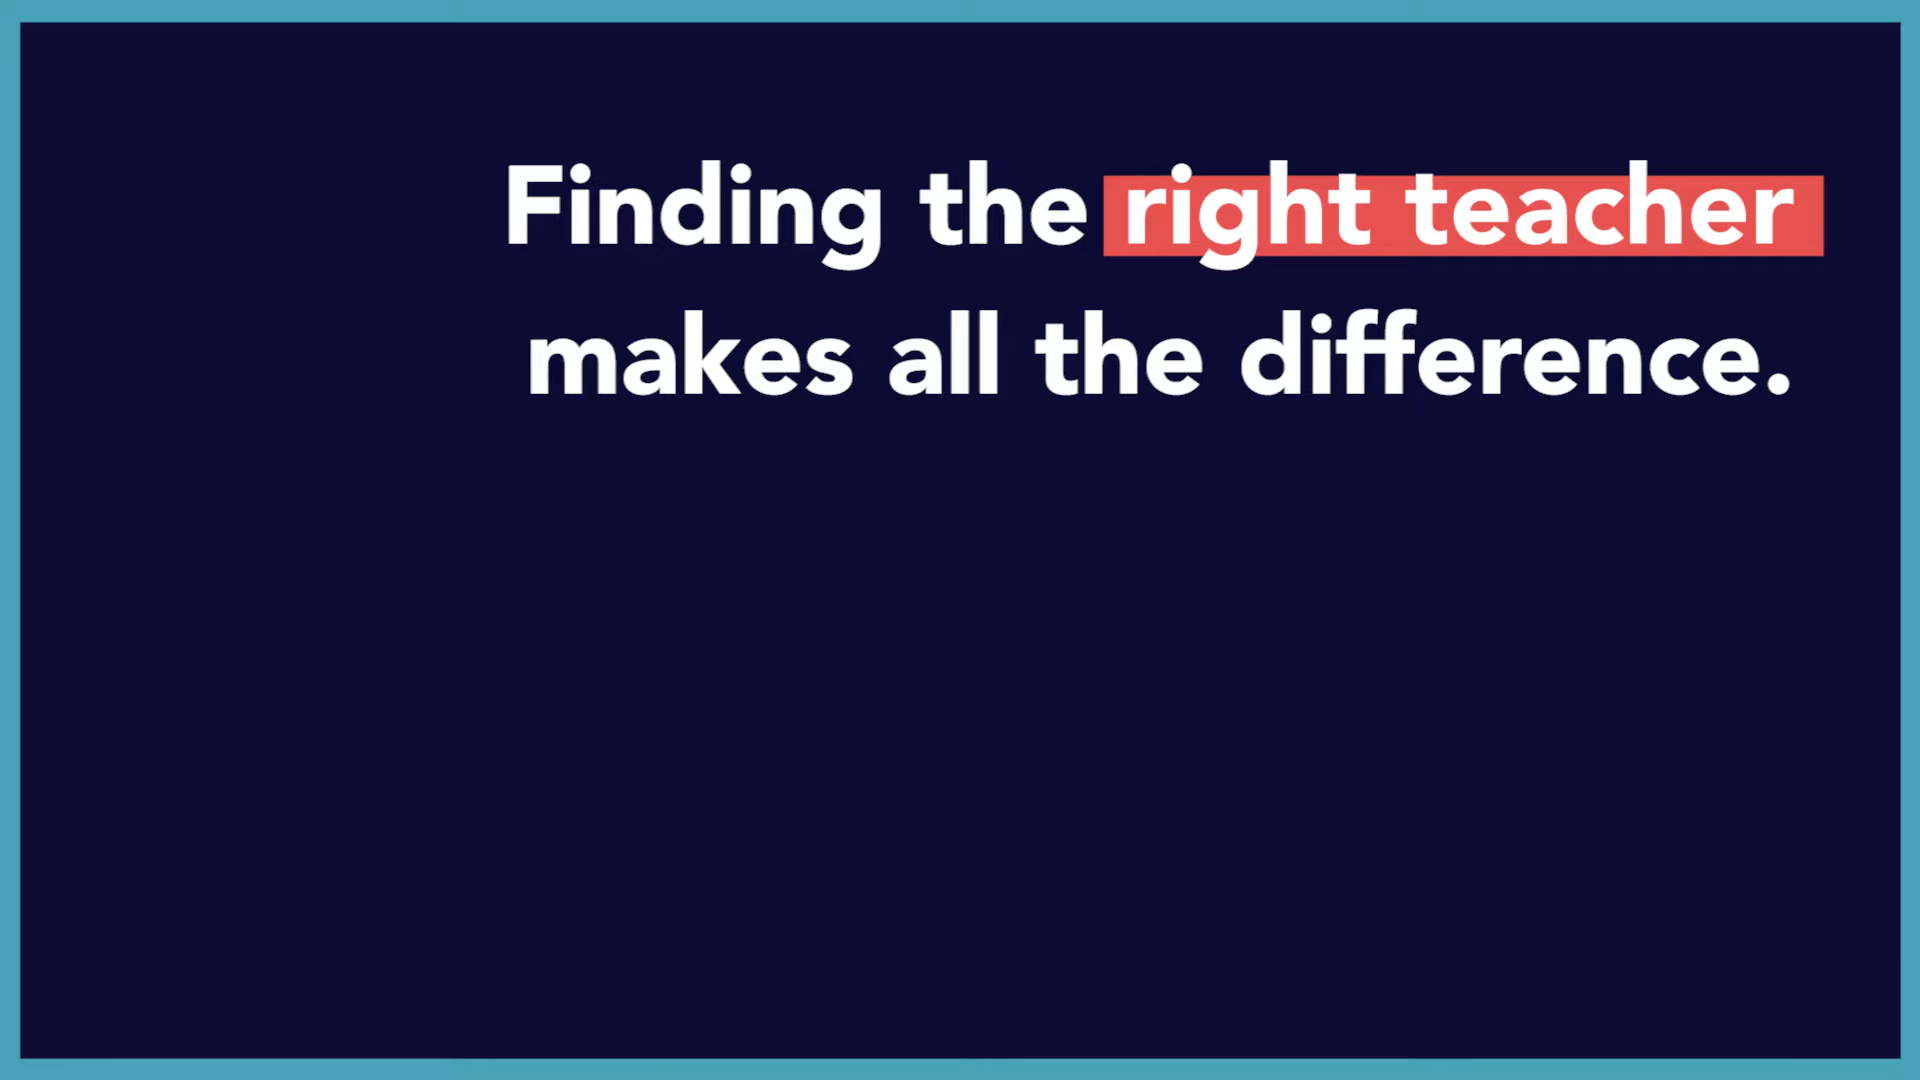 Finding the right teacher
makes all the difference.